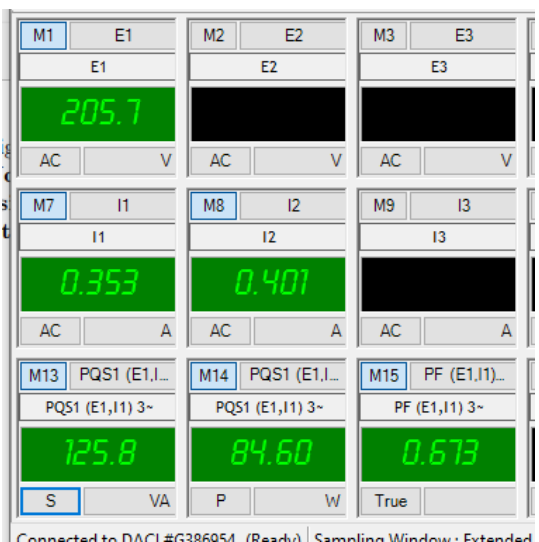 M1 E1 M2 E2 M3 E3
E1 E2 E3
205.7
AC V AC V AC V
M7 I1 M8 I2 M9 I3
I1 I2 I3
0.353 0.401
AC A AC A AC A
M13 PQS1 (E1,I... M14 PQS1 (E1,I... M15 PF (E1,I1)...
PQS1 (E1,I1) 3~ PQS1 (E1,I1) 3~ PF (E1,I1) 3~
125.8 84.60 0.673
S VA P W True
Connected to DACI #G386954 (Ready) Sampling Window : Extended